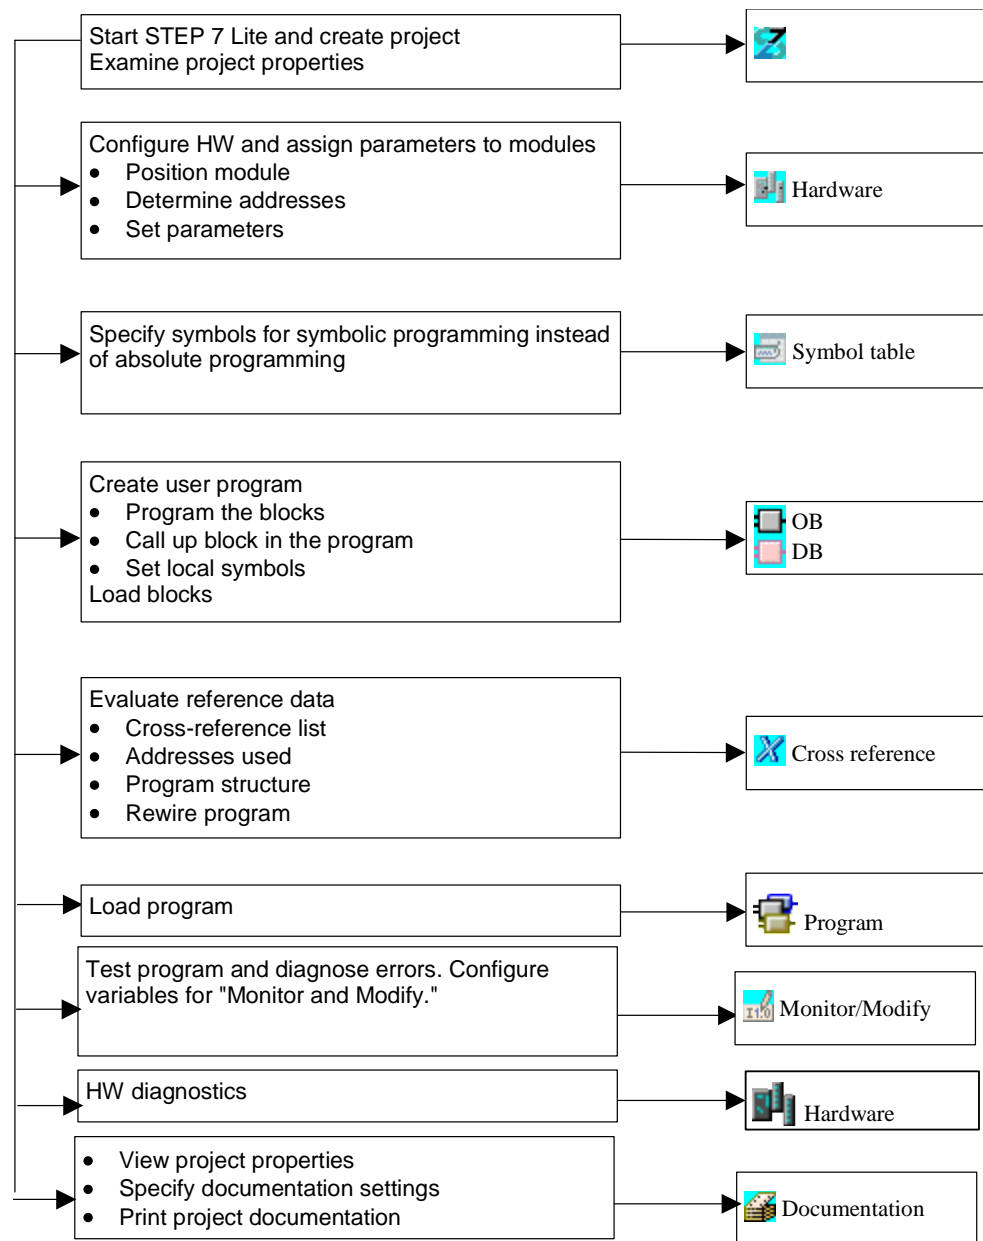 Start STEP 7 Lite and create project
Examine project properties
Configure HW and assign parameters to modules
• Position module
• Determine addresses
• Set parameters
Hardware
Specify symbols for symbolic programming instead
of absolute programming
Symbol table
Create user program
• Program the blocks
• Call up block in the program
• Set local symbols
Load blocks
OB
DB
Evaluate reference data
• Cross-reference list
• Addresses used
• Program structure
• Rewire program
Cross reference
Load program
Program
Test program and diagnose errors. Configure
variables for "Monitor and Modify."
I1.0
Monitor/Modify
HW diagnostics
Hardware
• View project properties
• Specify documentation settings
• Print project documentation
Documentation